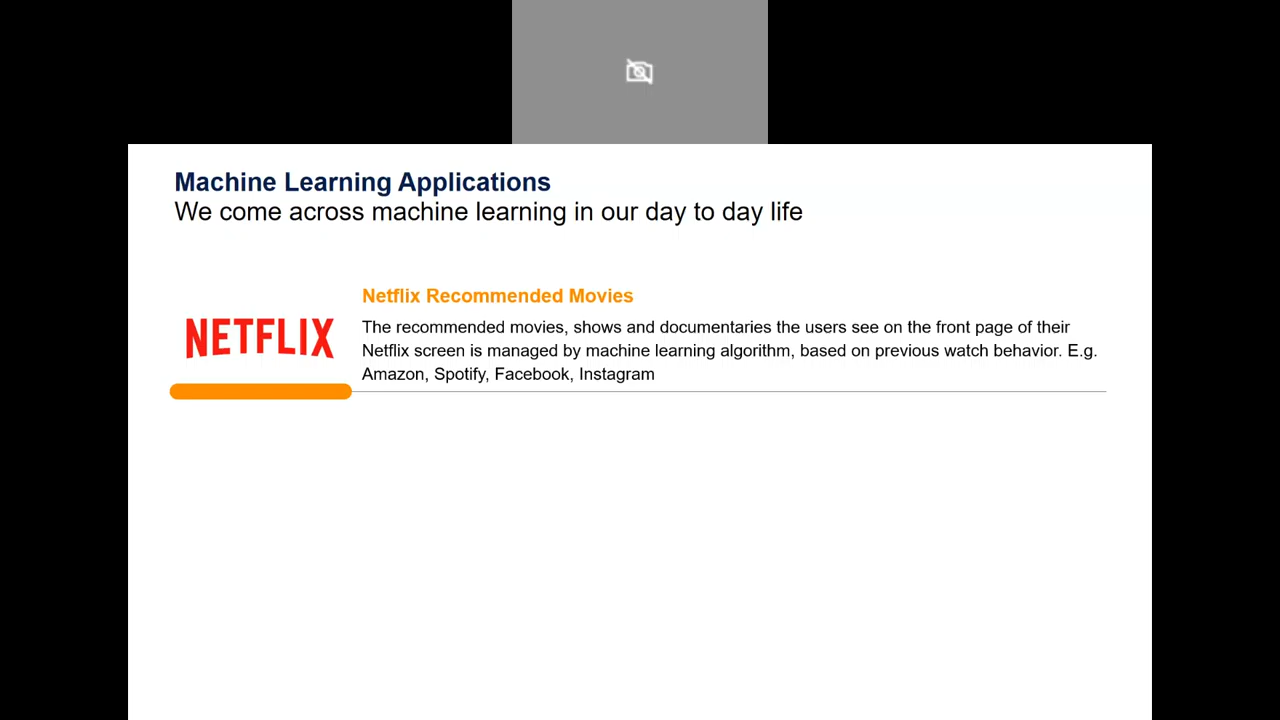 Machine Learning Applications
We come across machine learning in our day to day life
Netflix Recommended Movies
NETFLIX
The recommended movies, shows and documentaries the users see on the front page of their
Netflix screen is managed by machine learning algorithm, based on previous watch behavior. E.g.
Amazon, Spotify, Facebook, Instagram